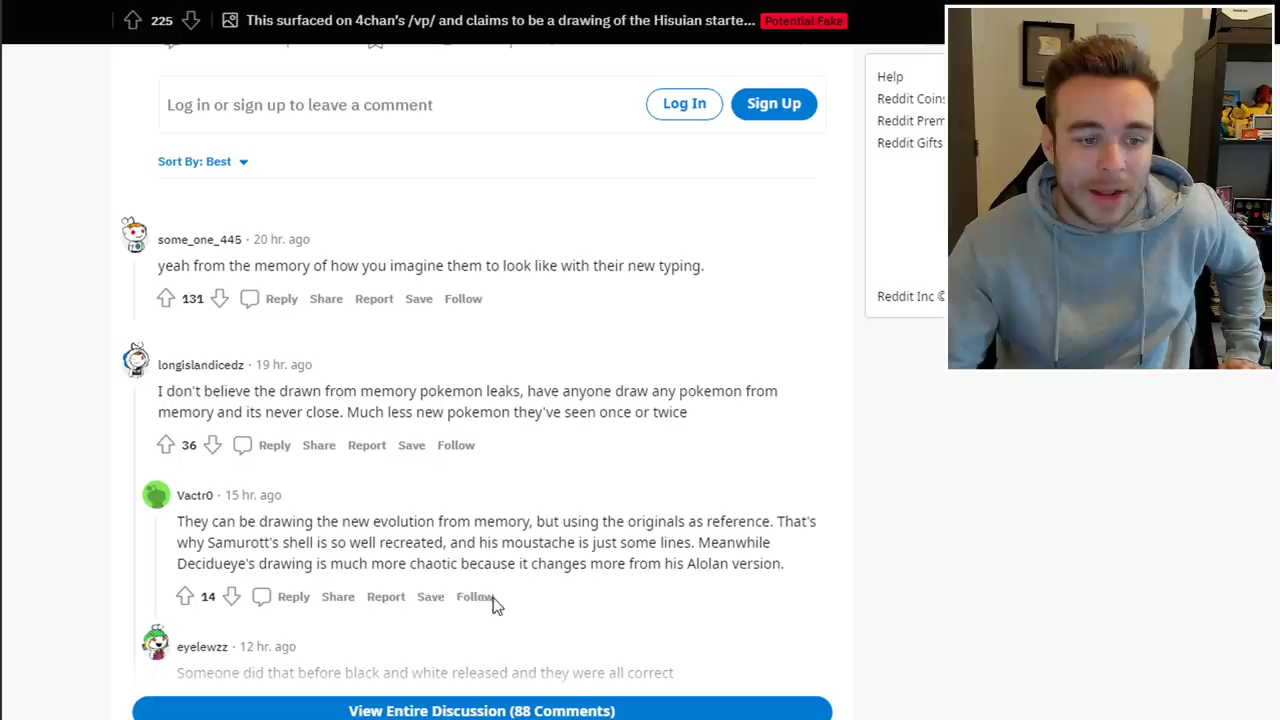 225 This surfaced on 4chan's /vp/ and claims to be a drawing of the Hisuian starte... Potential Fake
Log in or sign up to leave a comment Log In Sign Up
Sort By: Best
some_one_445 · 20 hr. ago
yeah from the memory of how you imagine them to look like with their new typing.
131 Reply Share Report Save Follow
longislandicedz · 19 hr. ago
I don't believe the drawn from memory pokemon leaks, have anyone draw any pokemon from
memory and its never close. Much less new pokemon they've seen once or twice
36 Reply Share Report Save Follow
Vactr0 · 15 hr. ago
They can be drawing the new evolution from memory, but using the originals as reference. That's
why Samurott's shell is so well recreated, and his moustache is just some lines. Meanwhile
Decidueye's drawing is much more chaotic because it changes more from his Alolan version.
14 Reply Share Report Save Follow
eyelewzz · 12 hr. ago
Someone did that before black and white released and they were all correct
View Entire Discussion (88 Comments)
Help
Reddit Coins
Reddit Prem
Reddit Gifts
Reddit Inc ©